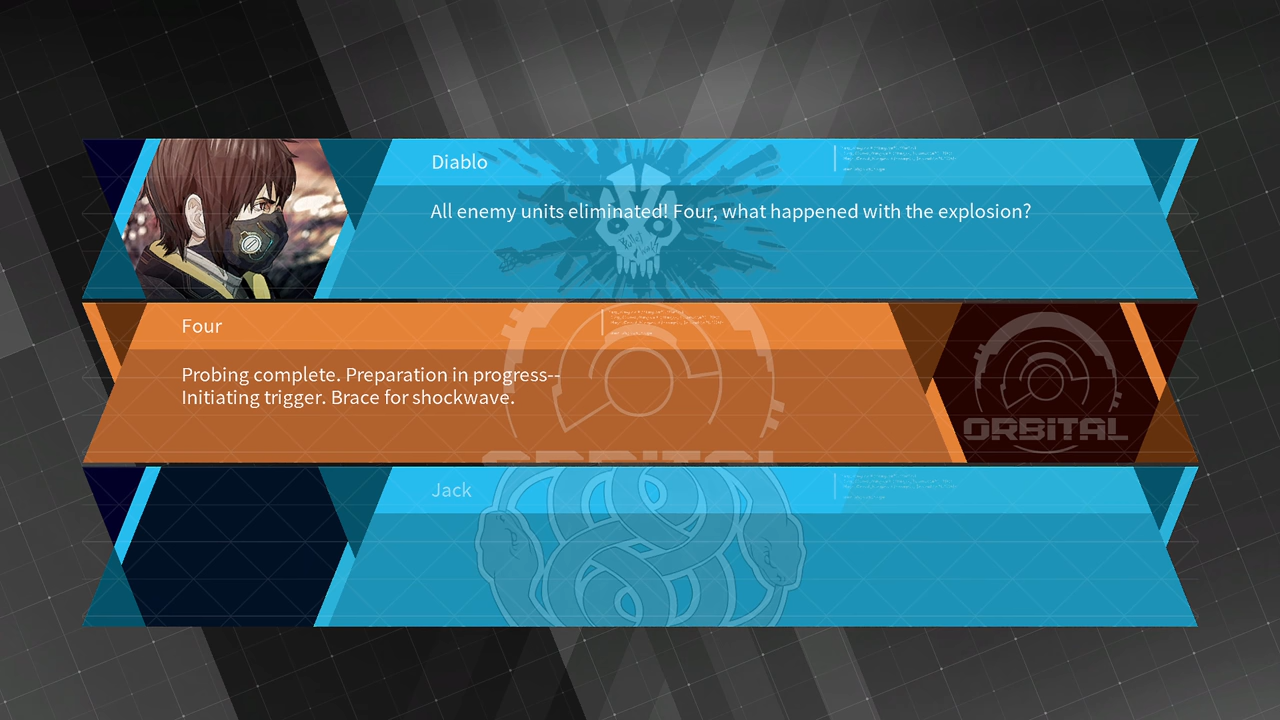 Diablo
All enemy units eliminated! Four, what happened with the explosion?
Four
Probing complete. Preparation in progress--
Initiating trigger. Brace for shockwave.
ORBITAL
ORBITAL
Jack